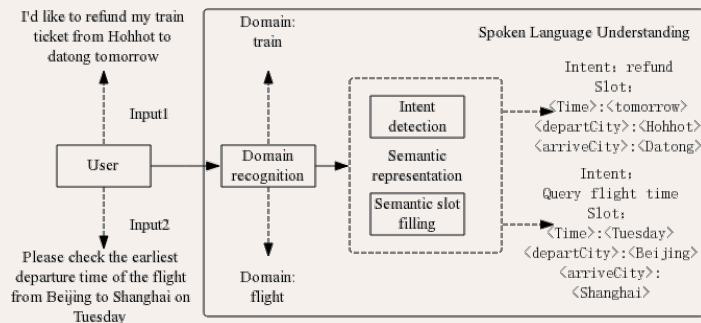 I'd like to refund my train
ticket from Hohhot to
datong tomorrow
Input1
User
Input2
Please check the earliest
departure time of the flight
from Beijing to Shanghai on
Tuesday
Domain:
train
Domain
recognition
Domain:
flight
Spoken Language Understanding
Intent
detection
Semantic
representation
Semantic slot
filling
Intent: refund
Slot:
<Time>:<tomorrow>
<departCity>:<Hohhot>
<arriveCity>:<Datong>
Intent:
Query flight time
Slot:
<Time>:<Tuesday>
<departCity>:<Beijing>
<arriveCity>:
<Shanghai>